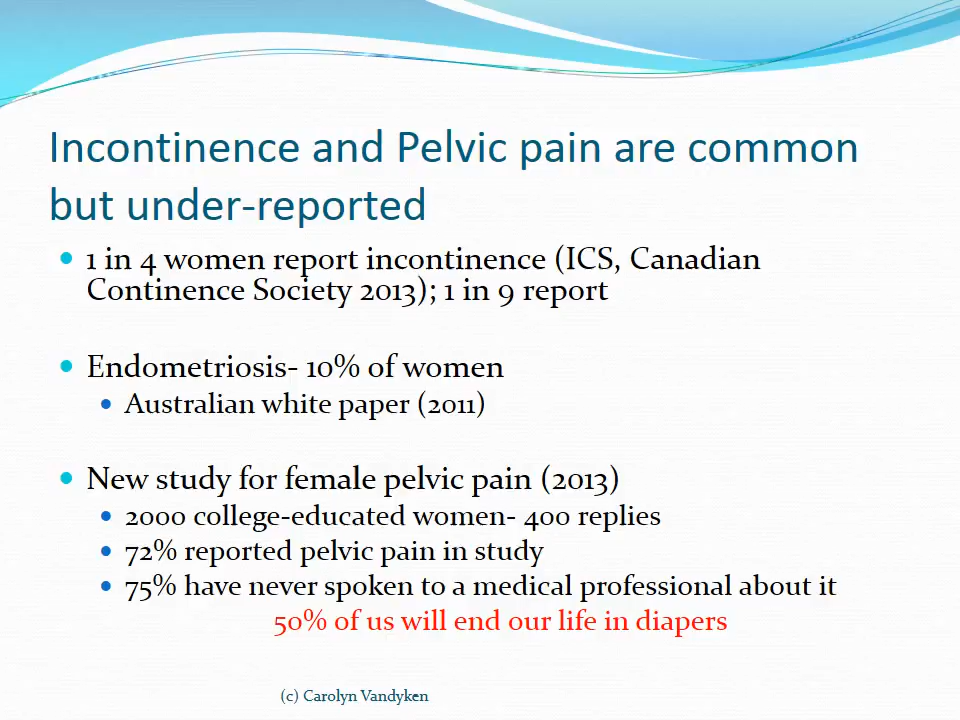 Incontinence and Pelvic pain are common
but under-reported
1 in 4 women report incontinence (ICS, Canadian
Continence Society 2013); 1 in 9 report
Endometriosis- 10% of women
Australian white paper (2011)
New study for female pelvic pain (2013)
2000 college-educated women- 400 replies
72% reported pelvic pain in study
75% have never spoken to a medical professional about it
50% of us will end our life in diapers
(c) Carolyn Vandyken